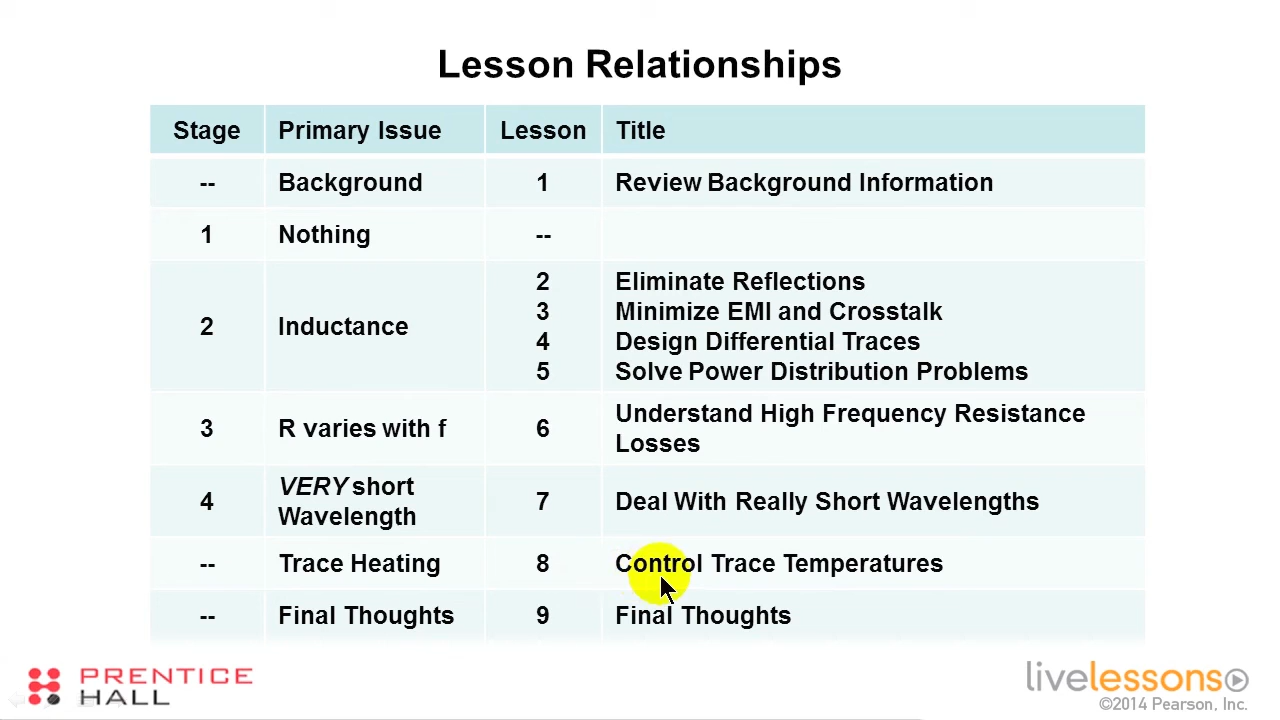 Lesson Relationships
Stage Primary Issue Lesson Title
-- Background 1 Review Background Information
1 Nothing --
2 Inductance
2 Eliminate Reflections
3 Minimize EMI and Crosstalk
4 Design Differential Traces
5 Solve Power Distribution Problems
3 R varies with f 6 Understand High Frequency Resistance
Losses
4 VERY short
Wavelength
7 Deal With Really Short Wavelengths
-- Trace Heating 8 Control Trace Temperatures
-- Final Thoughts 9 Final Thoughts
PRENTICE
HALL
livelessons
©2014 Pearson, Inc.